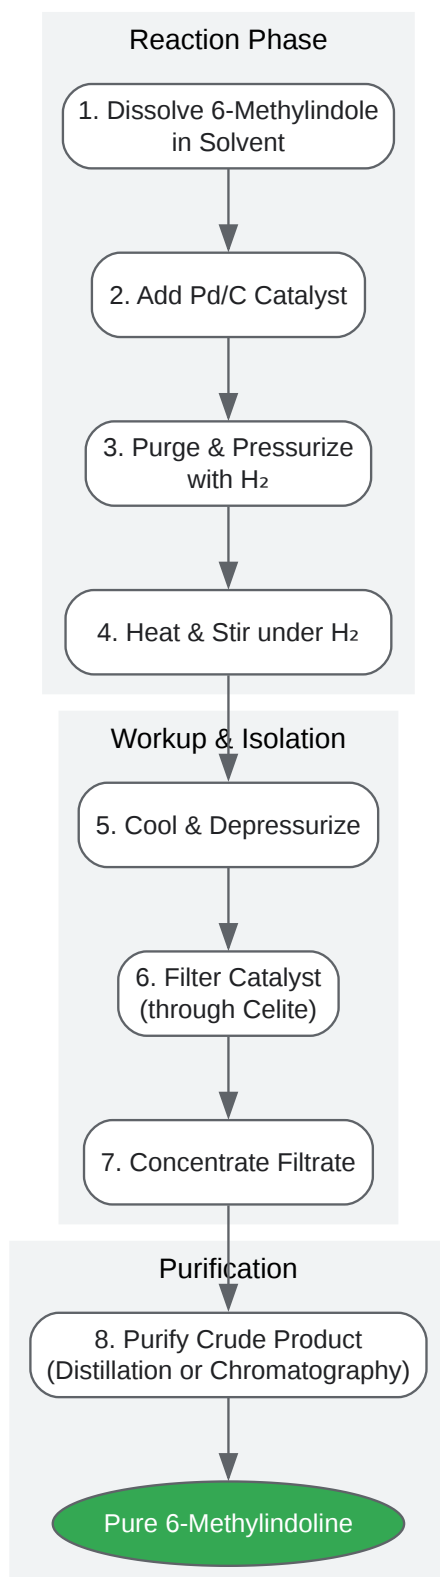 Reaction Phase
1. Dissolve 6-Methylindole
in Solvent
2. Add Pd/C Catalyst
3. Purge & Pressurize
with H₂
4. Heat & Stir under H₂
Workup & Isolation
5. Cool & Depressurize
6. Filter Catalyst
(through Celite)
7. Concentrate Filtrate
Purification
8. Purify Crude Product
(Distillation or Chromatography)
Pure 6-Methylindoline